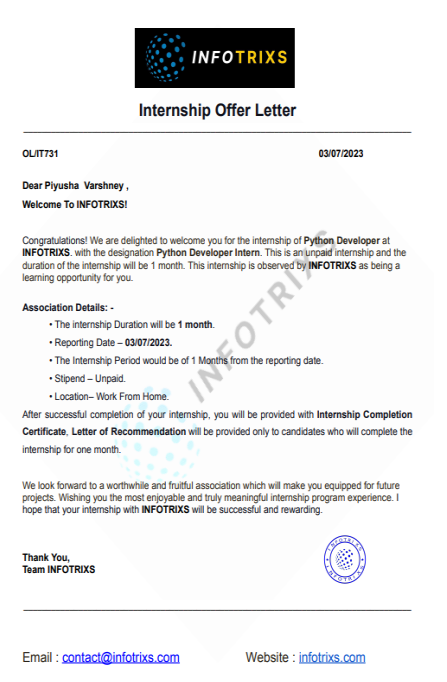 INFOTRIXS
Internship Offer Letter
OL/IT731 03/07/2023
Dear Piyusha Varshney ,
Welcome To INFOTRIXS!
Congratulations! We are delighted to welcome you for the internship of Python Developer at
INFOTRIXS. with the designation Python Developer Intern. This is an unpaid internship and the
duration of the internship will be 1 month. This internship is observed by INFOTRIXS as being a
learning opportunity for you.
Association Details: -
• The internship Duration will be 1 month.
• Reporting Date – 03/07/2023.
• The Internship Period would be of 1 Months from the reporting date.
• Stipend – Unpaid.
• Location– Work From Home.
INFOTRIXS
After successful completion of your internship, you will be provided with Internship Completion
Certificate, Letter of Recommendation will be provided only to candidates who will complete the
internship for one month.
We look forward to a worthwhile and fruitful association which will make you equipped for future
projects. Wishing you the most enjoyable and truly meaningful internship program experience. I
hope that your internship with INFOTRIXS will be successful and rewarding.
Thank You,
Team INFOTRIXS
INFOTRIXS
INFOTRIXS
Email : contact@infotrixs.com Website : infotrixs.com